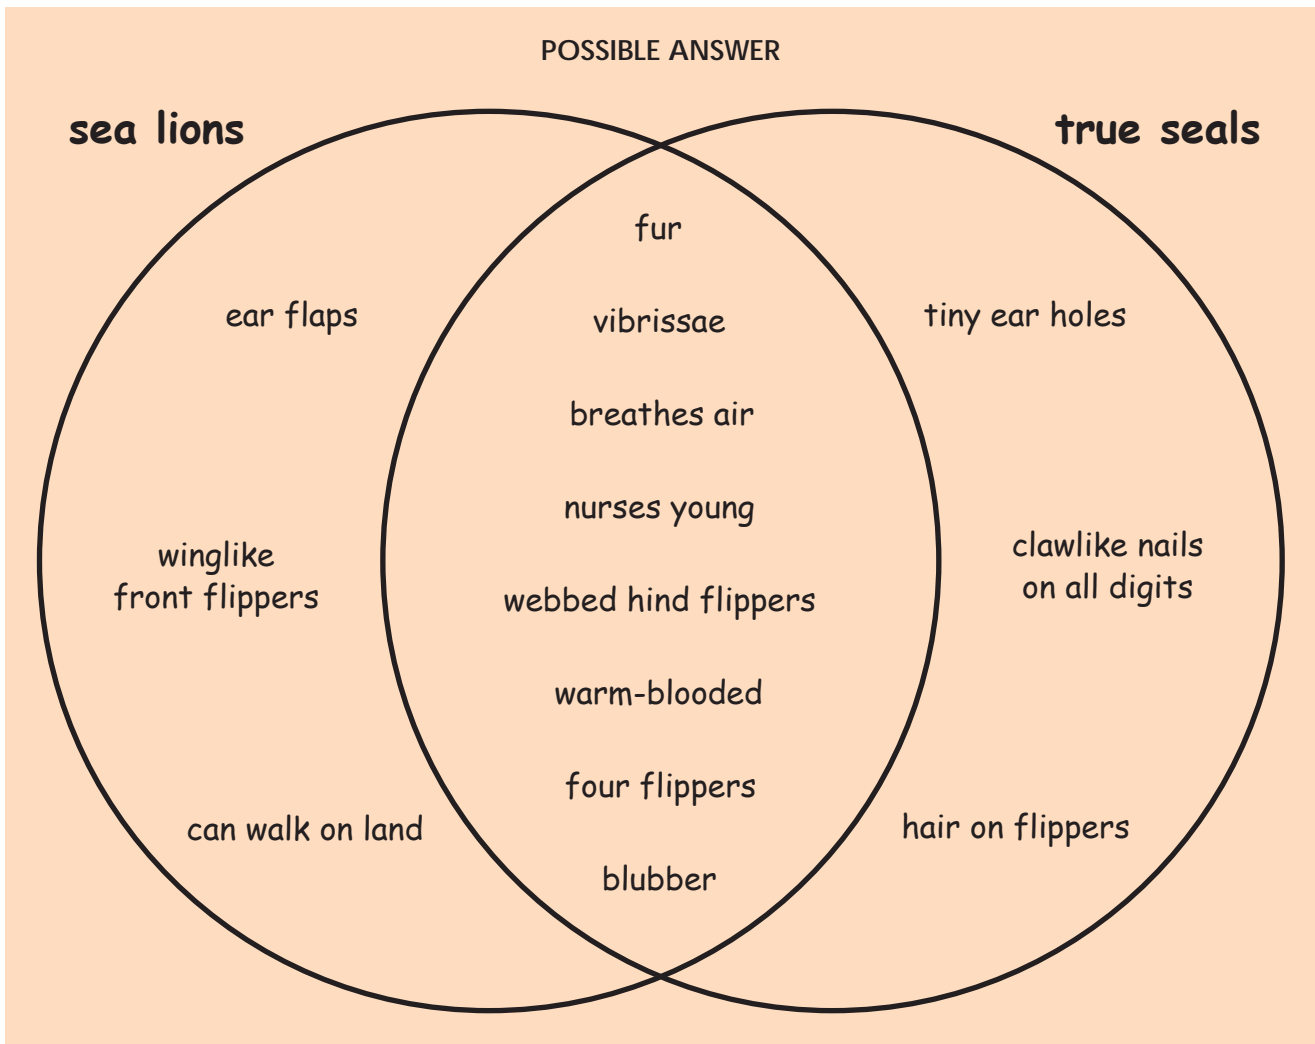 POSSIBLE ANSWER
sea lions
true seals
ear flaps
winglike
front flippers
can walk on land
fur
vibrissae
breathes air
nurses young
webbed hind flippers
warm-blooded
four flippers
blubber
tiny ear holes
clawlike nails
on all digits
hair on flippers